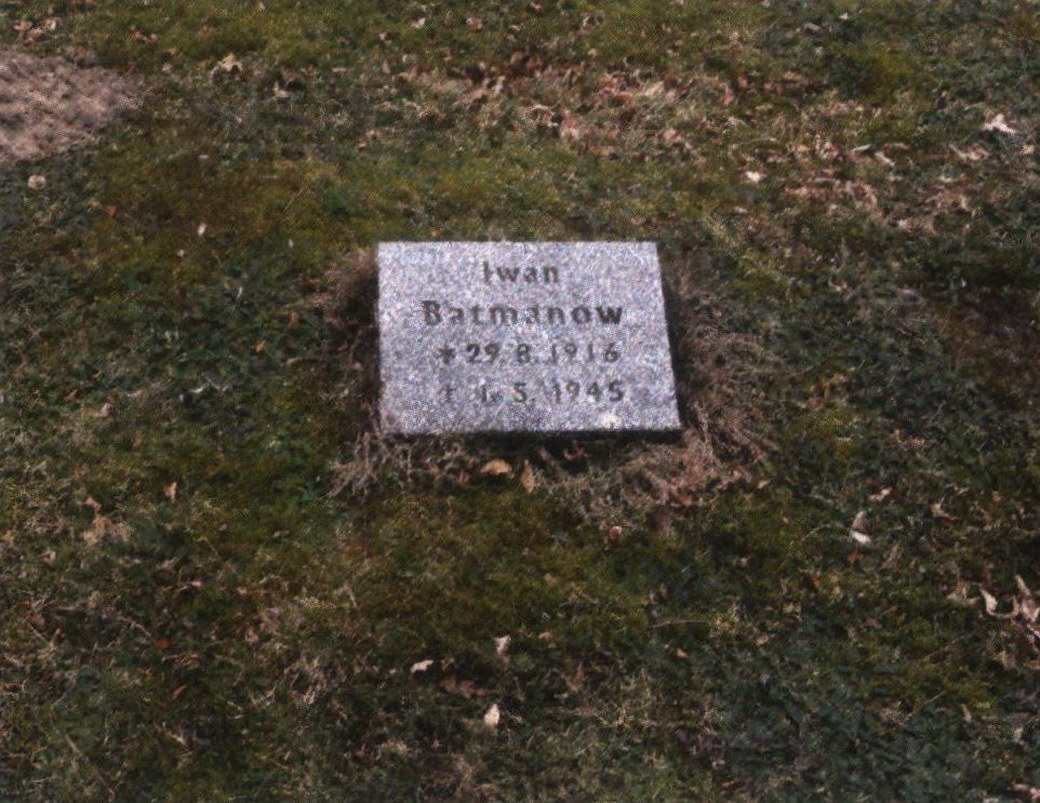 Iwan
Batmanow
* 29. 8. 1916
† 1. 5. 1945